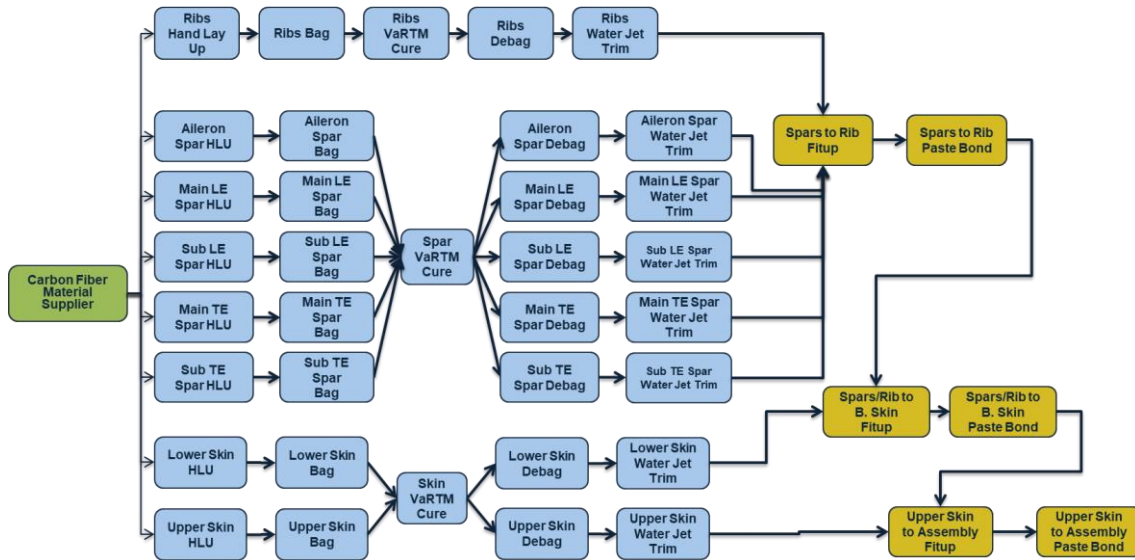 Ribs
Hand Lay
Up
Ribs Bag
Ribs
VaRTM
Cure
Ribs
Debag
Ribs
Water Jet
Trim
Aileron
Spar HLU
Aileron
Spar
Bag
Aileron
Spar Debag
Aileron Spar
Water Jet
Trim
Spars to Rib
Fitup
Spars to Rib
Paste Bond
Main LE
Spar HLU
Main LE
Spar
Bag
Main LE
Spar Debag
Main LE Spar
Water Jet
Trim
Sub LE
Spar HLU
Sub LE
Spar
Bag
Spar
VaRTM
Cure
Sub LE
Spar Debag
Sub LE Spar
Water Jet Trim
Carbon Fiber
Material
Supplier
Main TE
Spar HLU
Main TE
Spar
Bag
Main TE
Spar Debag
Main TE Spar
Water Jet
Trim
Sub TE
Spar HLU
Sub TE
Spar
Bag
Sub TE
Spar Debag
Sub TE Spar
Water Jet Trim
Spars/Rib to
B. Skin
Fitup
Spars/Rib to
B. Skin
Paste Bond
Lower Skin
HLU
Lower Skin
Bag
Skin
VaRTM
Cure
Lower Skin
Debag
Lower Skin
Water Jet
Trim
Upper Skin
HLU
Upper Skin
Bag
Upper Skin
Debag
Upper Skin
Water Jet
Trim
Upper Skin
to Assembly
Fitup
Upper Skin
to Assembly
Paste Bond